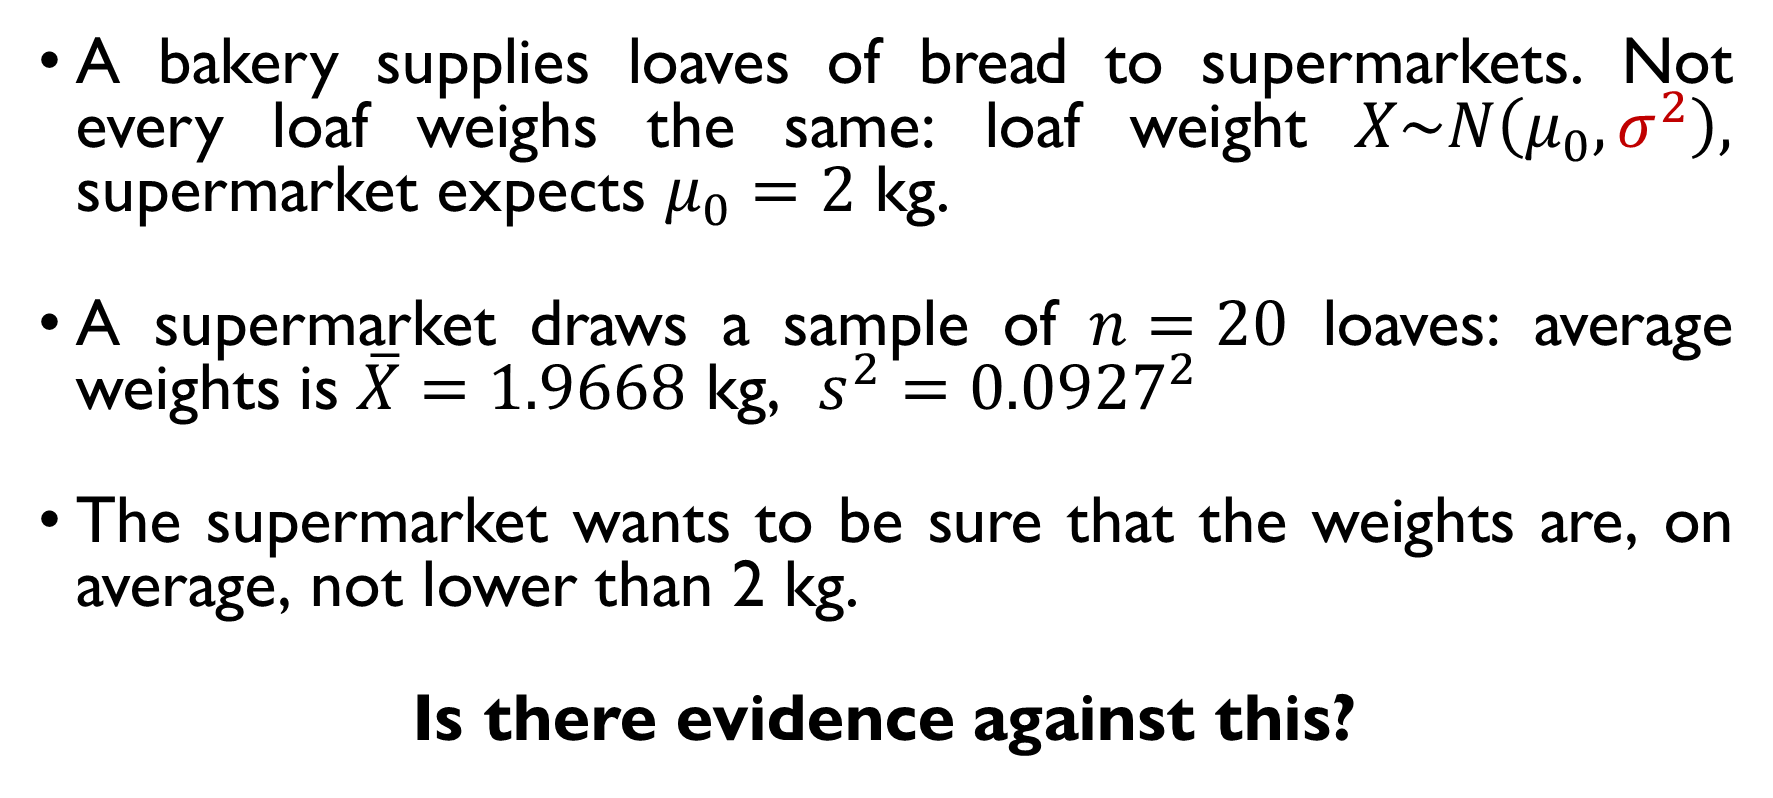 • A bakery supplies loaves of bread to supermarkets. Not
every loaf weighs the same: loaf weight X~N(μ₀, σ²),
supermarket expects μ₀ = 2 kg.
• A supermarket draws a sample of n = 20 loaves: average
weights is X̄ = 1.9668 kg, s² = 0.0927²
• The supermarket wants to be sure that the weights are, on
average, not lower than 2 kg.
Is there evidence against this?